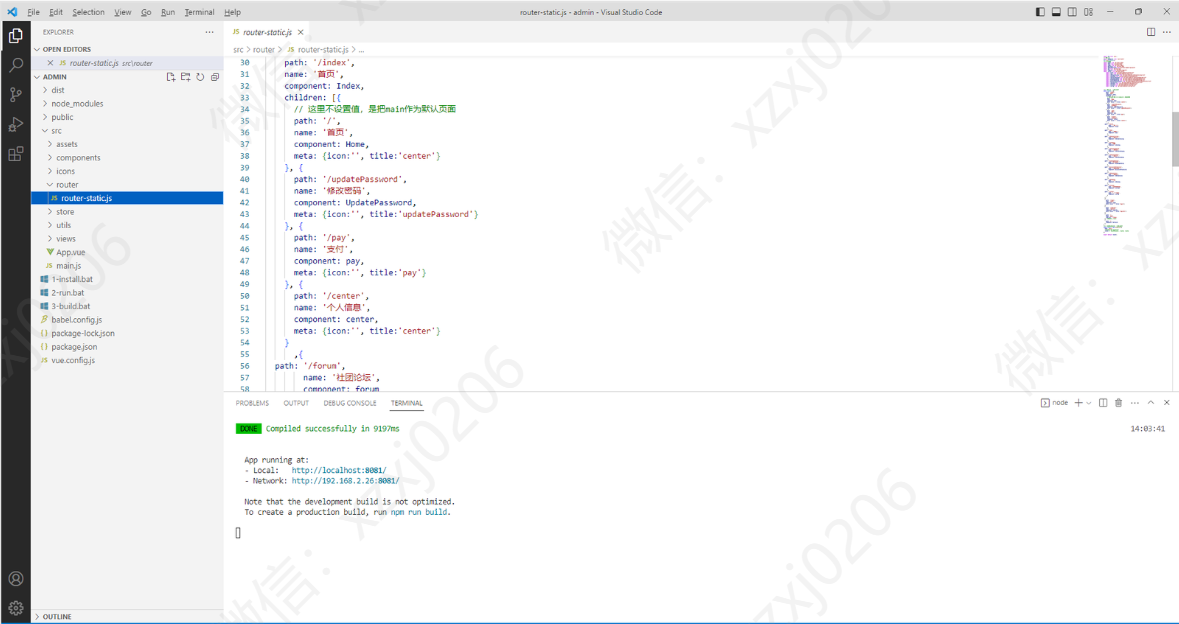 File Edit Selection View Go Run Terminal Help
router-static.js - admin - Visual Studio Code
EXPLORER
OPEN EDITORS
router-static.js src\router
ADMIN
dist
node_modules
public
src
assets
components
icons
router
JS router-static.js
store
utils
views
App.vue
JS main.js
1-install.bat
2-run.bat
3-build.bat
babel.config.js
{} package-lock.json
{} package.json
JS vue.config.js
OUTLINE
JS router-static.js
src > router > JS router-static.js > ...
30 path: '/index',
31 name: '首页',
32 component: Index,
33 children: [{
34 // 这里不设置值，是把main作为默认页面
35 path: '/',
36 name: '首页',
37 component: Home,
38 meta: {icon:'', title:'center'}
39 }, {
40 path: '/updatePassword',
41 name: '修改密码',
42 component: UpdatePassword,
43 meta: {icon:'', title:'updatePassword'}
44 }, {
45 path: '/pay',
46 name: '支付',
47 component: pay,
48 meta: {icon:'', title:'pay'}
49 }, {
50 path: '/center',
51 name: '个人信息',
52 component: center,
53 meta: {icon:'', title:'center'}
54 }
55 ,{
56 path: '/forum',
57 name: '社团论坛',
58 component: forum
PROBLEMS OUTPUT DEBUG CONSOLE TERMINAL
node
DONE Compiled successfully in 9197ms
14:03:41
App running at:
- Local: http://localhost:8081/
- Network: http://192.168.2.26:8081/
Note that the development build is not optimized.
To create a production build, run npm run build.
微信：xzxj0206
微信：xzxj0206
微信：xzxj0206
微信：